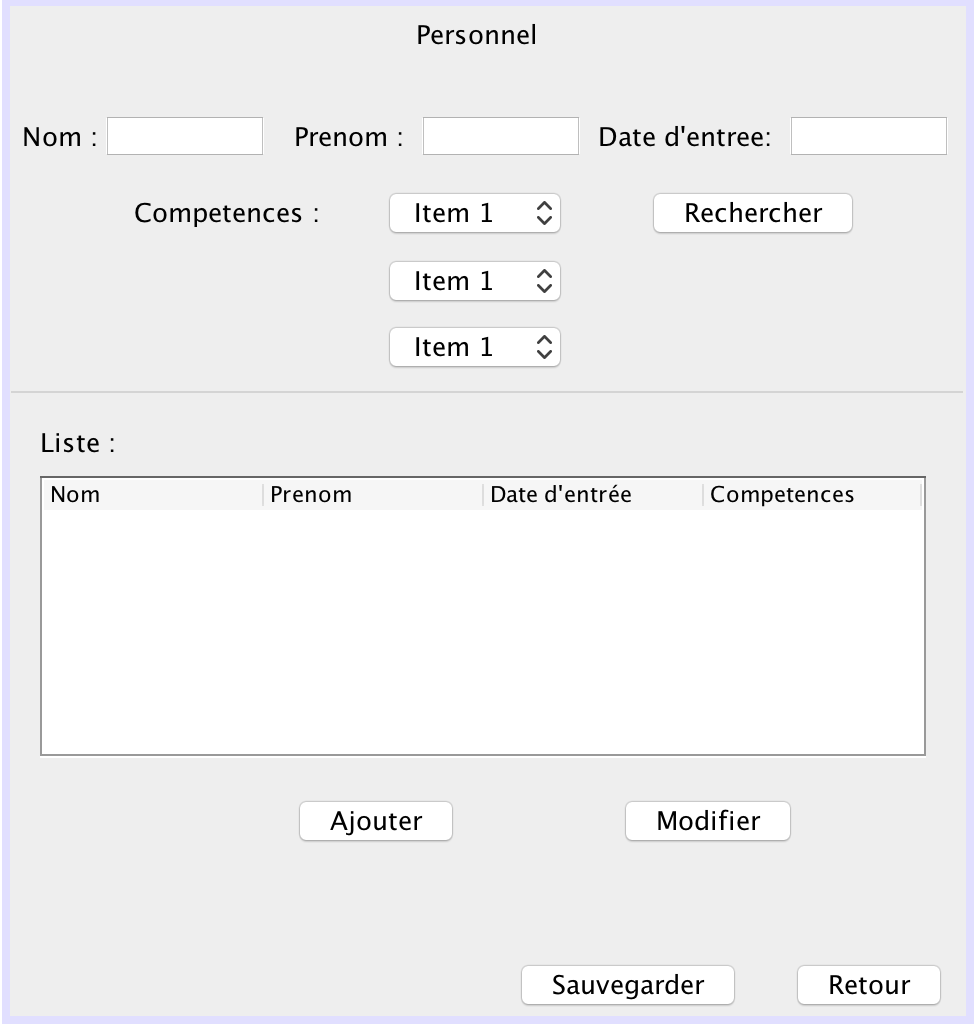 Personnel
Nom : Prenom : Date d'entree:
Competences : Item 1 Rechercher
Item 1
Item 1
Liste :
Nom Prenom Date d'entrée Competences
Ajouter Modifier
Sauvegarder Retour